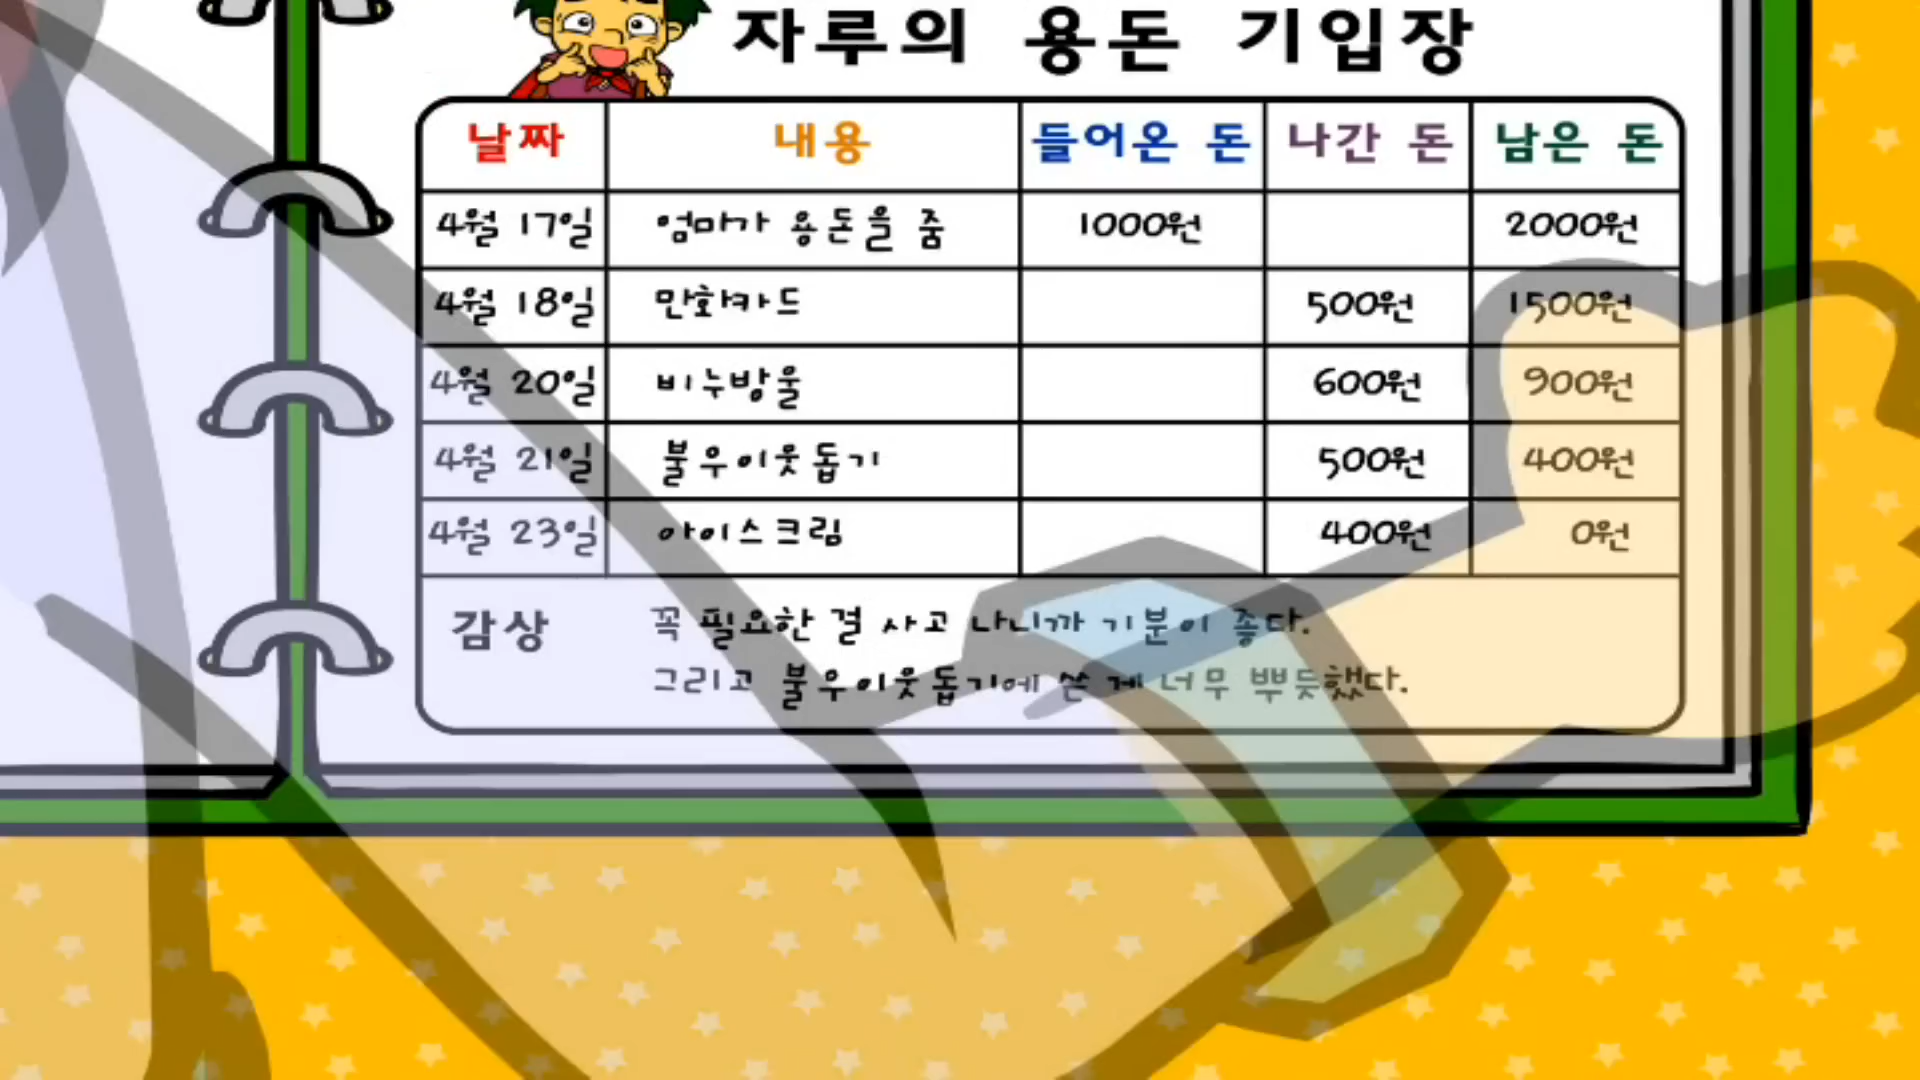 자루의 용돈 기입장
날짜 내용 들어온 돈 나간 돈 남은 돈
4월 17일 엄마가 용돈을 줌 1000원 2000원
4월 18일 만화카드 500원 1500원
4월 20일 비누방울 600원 900원
4월 21일 불우이웃돕기 500원 400원
4월 23일 아이스크림 400원 0원
감상 꼭 필요한 걸 사고 나니까 기분이 좋다.
그리고 불우이웃돕기에 쓴 게 너무 뿌듯했다.